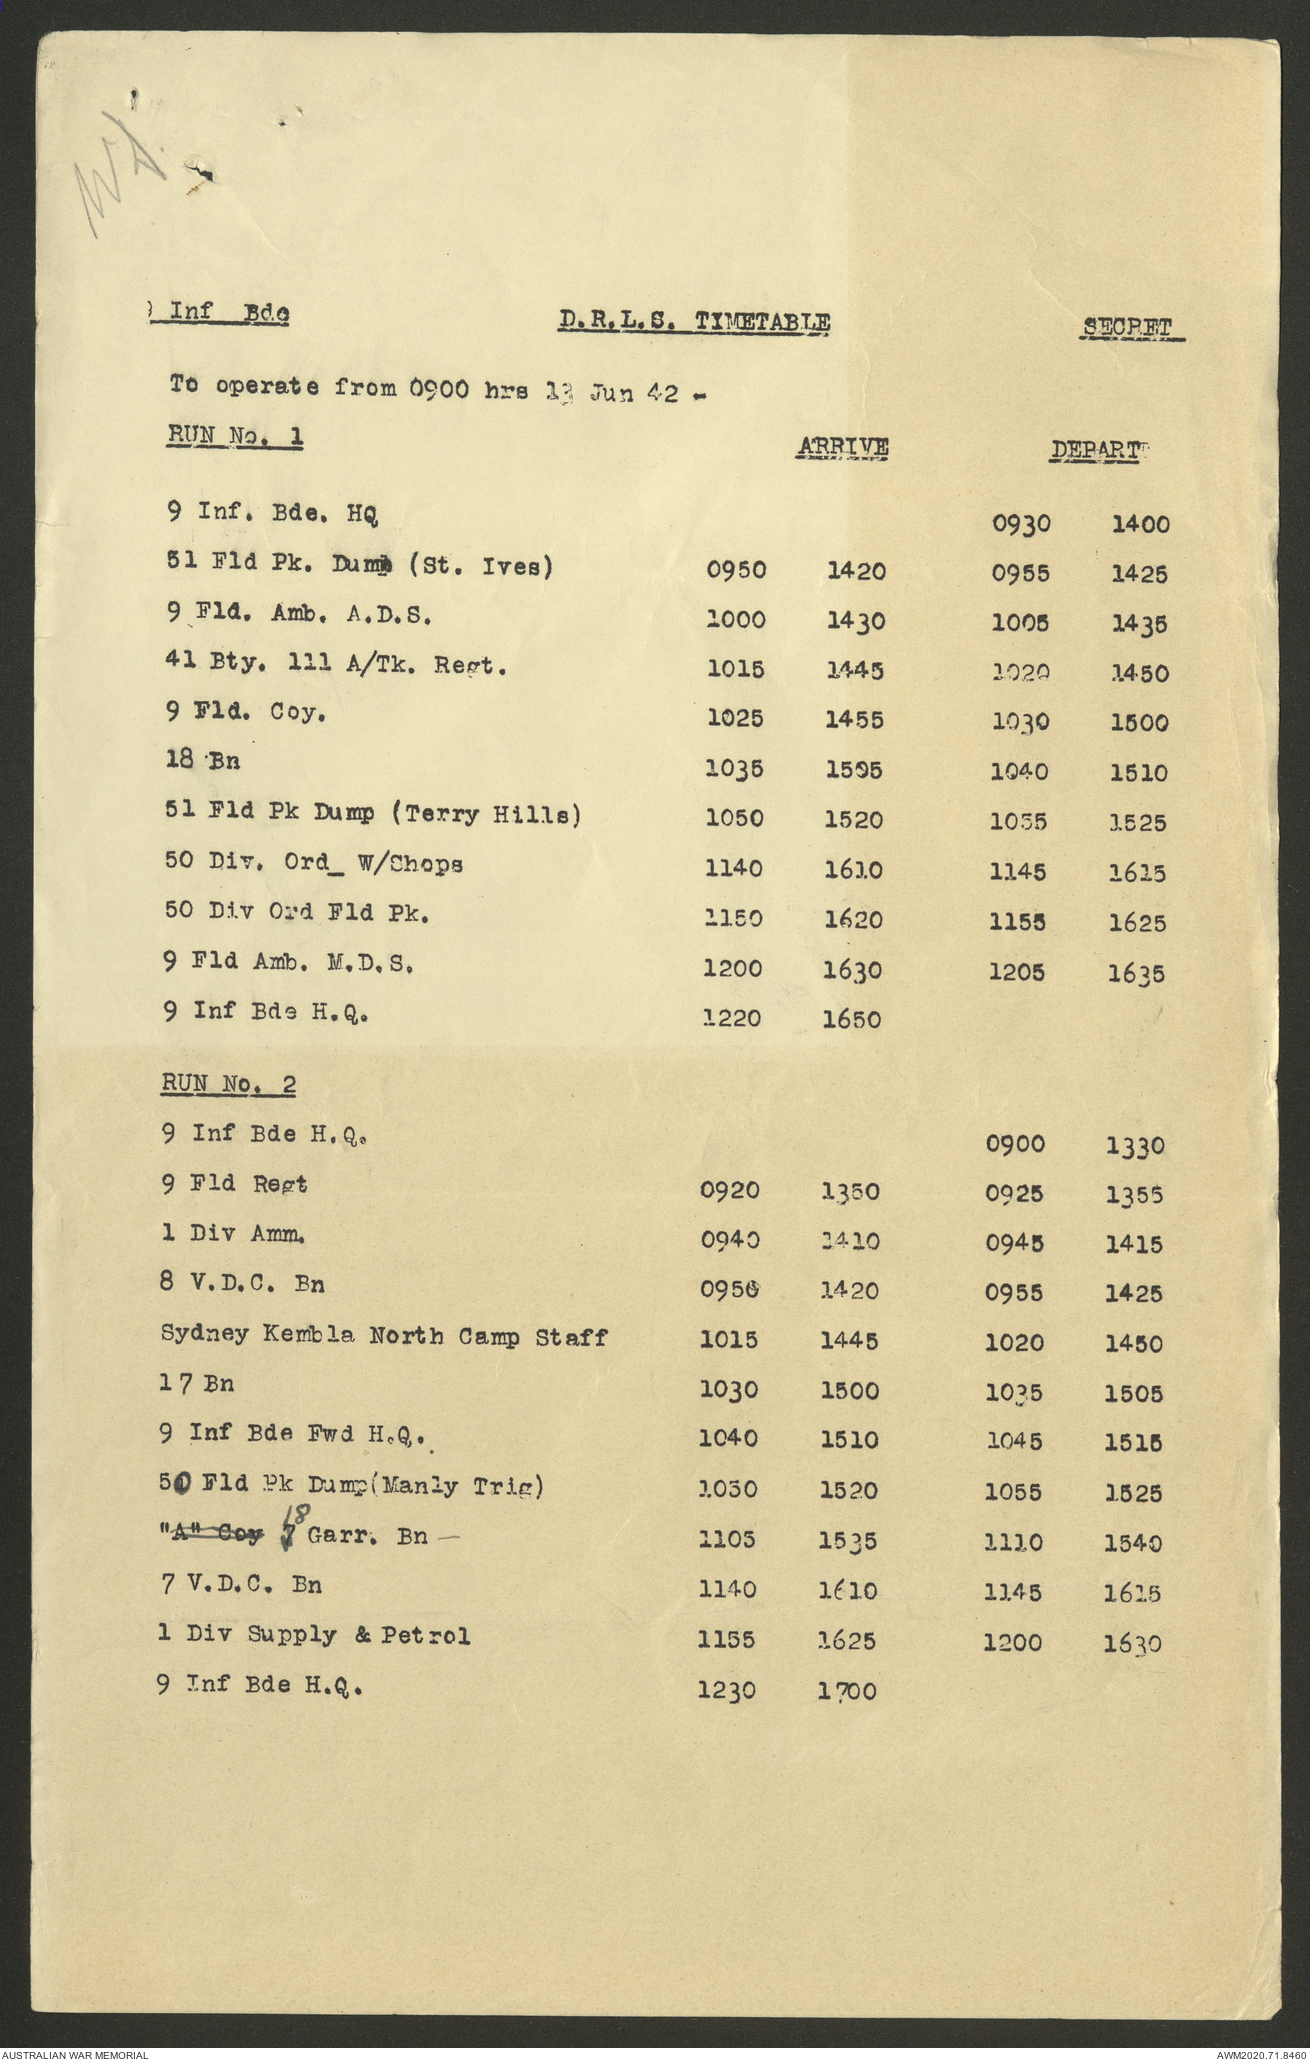 9 Inf Bde D.R.L.S. TIMETABLE SECRET
To operate from 0900 hrs 13 Jun 42 -
RUN No. 1 ARRIVE DEPART
9 Inf. Bde. HQ 0930 1400
51 Fld Pk. Dump (St. Ives) 0950 1420 0955 1425
9 Fld. Amb. A.D.S. 1000 1430 1005 1435
41 Bty. 111 A/Tk. Regt. 1015 1445 1020 1450
9 Fld. Coy. 1025 1455 1030 1500
18 Bn 1035 1505 1040 1510
51 Fld Pk Dump (Terry Hills) 1050 1520 1055 1525
50 Div. Ord_ W/Shops 1140 1610 1145 1615
50 Div Ord Fld Pk. 1150 1620 1155 1625
9 Fld Amb. M.D.S. 1200 1630 1205 1635
9 Inf Bde H.Q. 1220 1650
RUN No. 2
9 Inf Bde H.Q. 0900 1330
9 Fld Regt 0920 1350 0925 1355
1 Div Amm. 0940 1410 0945 1415
8 V.D.C. Bn 0950 1420 0955 1425
Sydney Kembla North Camp Staff 1015 1445 1020 1450
17 Bn 1030 1500 1035 1505
9 Inf Bde Fwd H.Q. 1040 1510 1045 1515
50 Fld Pk Dump(Manly Trig) 1050 1520 1055 1525
"A" Coy 7 18 Garr. Bn - 1105 1535 1110 1540
7 V.D.C. Bn 1140 1610 1145 1615
1 Div Supply & Petrol 1155 1625 1200 1630
9 Inf Bde H.Q. 1230 1700
AUSTRALIAN WAR MEMORIAL AWM2020.71.8460